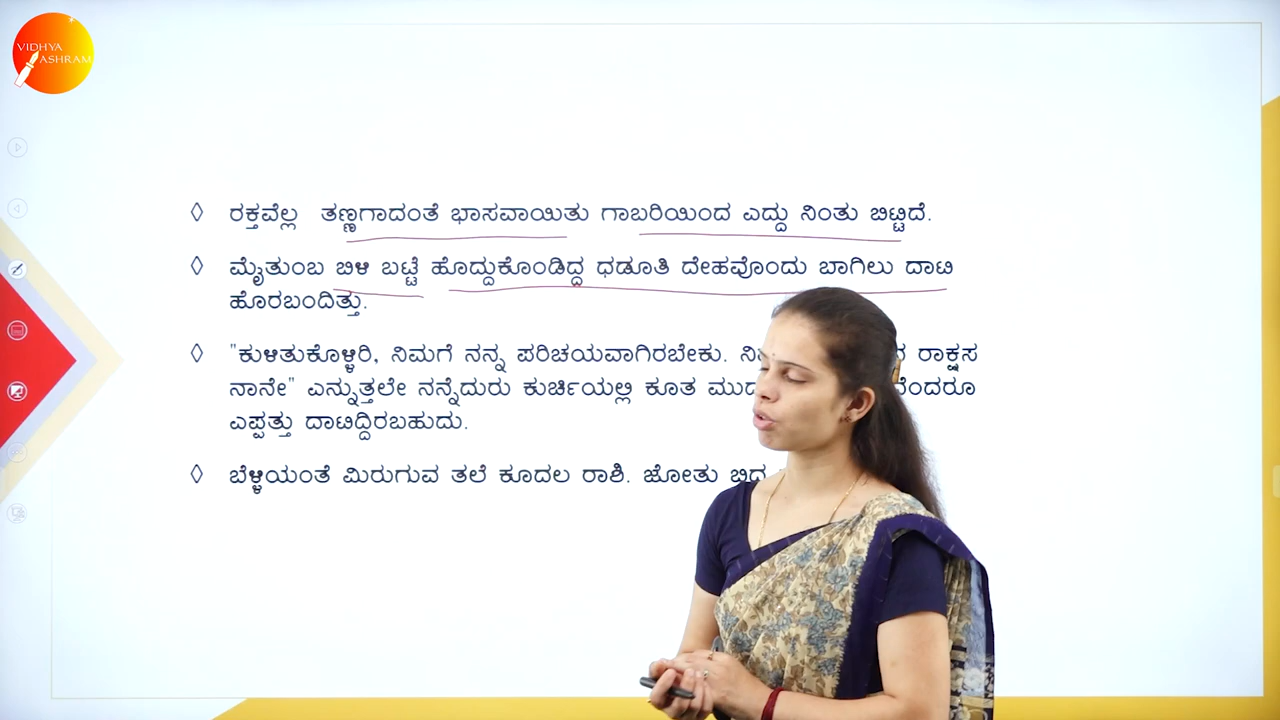 VIDHYA
ASHRAM
◊ ರಕ್ತವೆಲ್ಲ ತಣ್ಣಗಾದಂತೆ ಭಾಸವಾಯಿತು ಗಾಬರಿಯಿಂದ ಎದ್ದು ನಿಂತು ಬಿಟ್ಟಿದೆ.
◊ ಮೈತುಂಬ ಬಿಳಿ ಬಟ್ಟೆ ಹೊದ್ದುಕೊಂಡಿದ್ದ ಧಡೂತಿ ದೇಹವೊಂದು ಬಾಗಿಲು ದಾಟಿ
ಹೊರಬಂದಿತ್ತು.
◊ "ಕುಳಿತುಕೊಳ್ಳರಿ, ನಿಮಗೆ ನನ್ನ ಪರಿಚಯವಾಗಿರಬೇಕು. ರಾಕ್ಷಸ
ನಾನೇ" ಎನ್ನುತ್ತಲೇ ನನ್ನೆದುರು ಕುರ್ಚಿಯಲ್ಲಿ ಕೂತ
ಎಪ್ಪತ್ತು ದಾಟಿದ್ದಿರಬಹುದು.
◊ ಬೆಳ್ಳಿಯಂತೆ ಮಿರುಗುವ ತಲೆ ಕೂದಲ ರಾಶಿ. ಜೋತು ಬಿದ್ದ